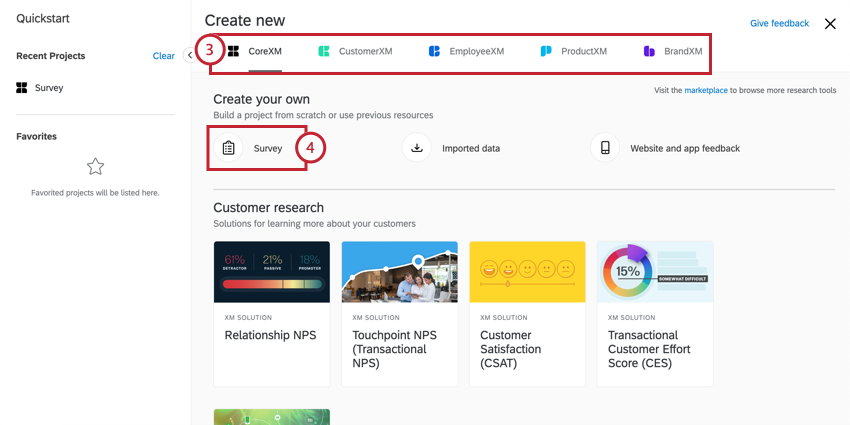 Quickstart
Recent Projects
Clear
Survey
Favorites
Favorited projects will be listed here.
Create new
Give feedback
3
CoreXM
CustomerXM
EmployeeXM
ProductXM
BrandXM
Visit the marketplace to browse more research tools
Create your own
Build a project from scratch or use previous resources
Survey
4
Imported data
Website and app feedback
Customer research
Solutions for learning more about your customers
61%
21%
18%
DETRACTOR
PASSIVE
PROMOTER
XM SOLUTION
Relationship NPS
XM SOLUTION
Touchpoint NPS
(Transactional
NPS)
XM SOLUTION
Customer
Satisfaction
(CSAT)
15%
SOMEWHAT DIFFICULT
XM SOLUTION
Transactional
Customer Effort
Score (CES)